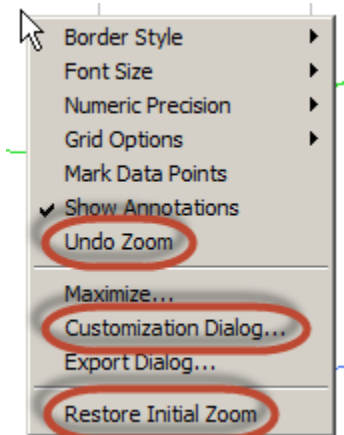 Border Style
Font Size
Numeric Precision
Grid Options
Mark Data Points
Show Annotations
Undo Zoom
Maximize...
Customization Dialog...
Export Dialog...
Restore Initial Zoom